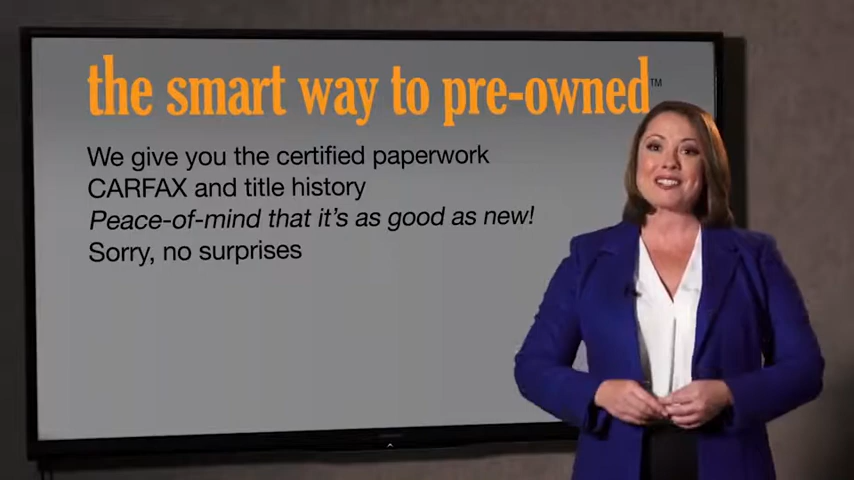 the smart way to pre-owned™
We give you the certified paperwork
CARFAX and title history
Peace-of-mind that it's as good as new!
Sorry, no surprises